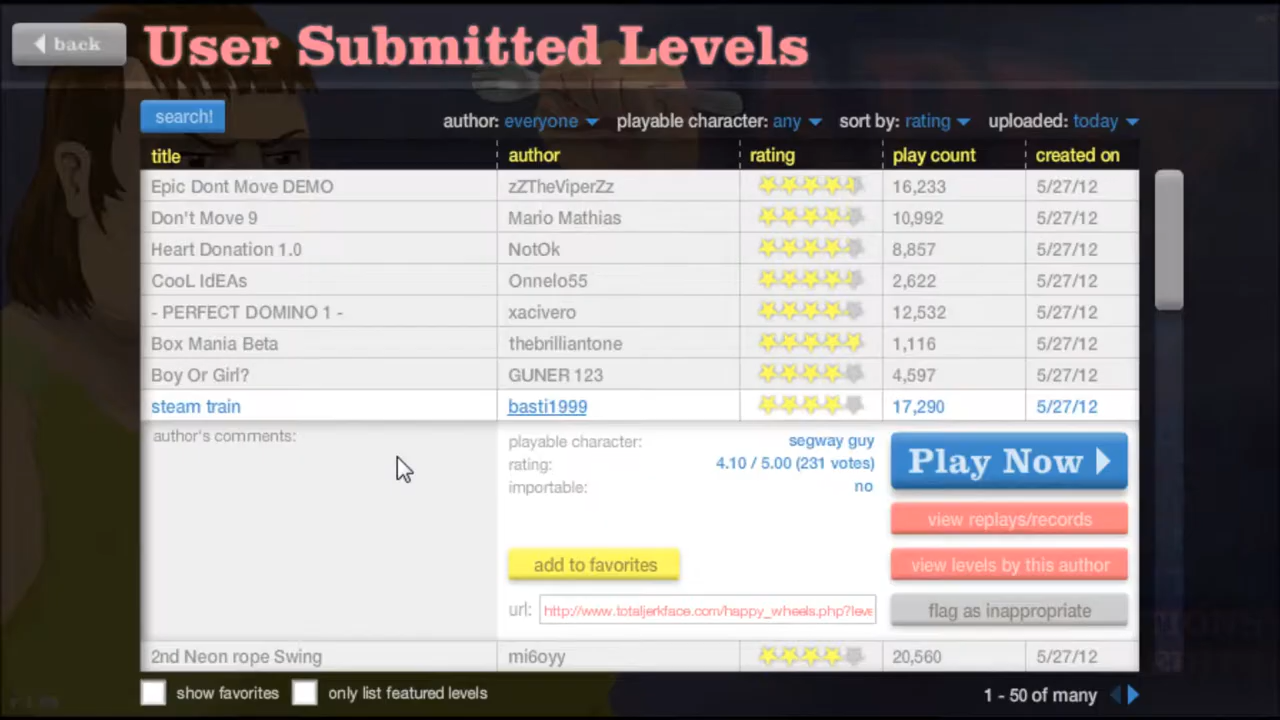 back
User Submitted Levels
search!
author: everyone playable character: any sort by: rating uploaded: today
title author rating play count created on
Epic Dont Move DEMO zZTheViperZz 16,233 5/27/12
Don't Move 9 Mario Mathias 10,992 5/27/12
Heart Donation 1.0 NotOk 8,857 5/27/12
CooL IdEAs Onnelo55 2,622 5/27/12
- PERFECT DOMINO 1 - xacivero 12,532 5/27/12
Box Mania Beta thebrilliantone 1,116 5/27/12
Boy Or Girl? GUNER 123 4,597 5/27/12
steam train basti1999 17,290 5/27/12
author's comments:
playable character: segway guy
rating: 4.10 / 5.00 (231 votes)
importable: no
Play Now
view replays/records
add to favorites
view levels by this author
url: http://www.totaljerkface.com/happy_wheels.php?leve
flag as inappropriate
2nd Neon rope Swing mi6oyy 20,560 5/27/12
show favorites only list featured levels
1 - 50 of many